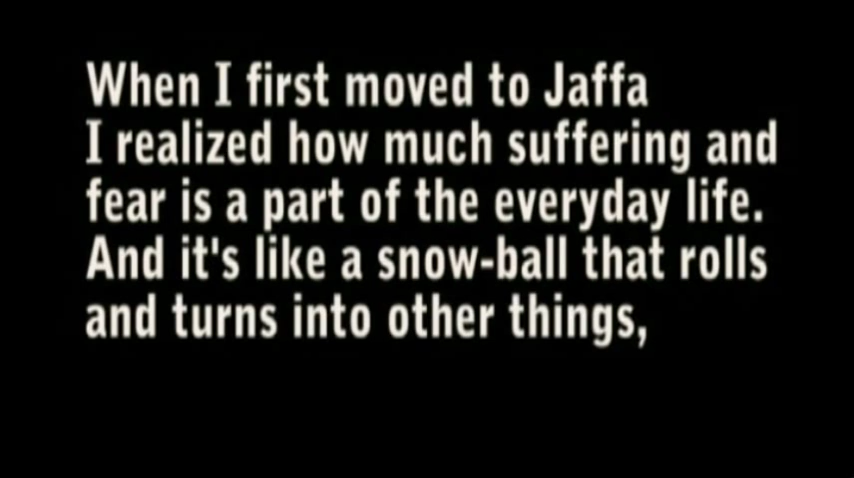 When I first moved to Jaffa
I realized how much suffering and
fear is a part of the everyday life.
And it's like a snow-ball that rolls
and turns into other things,